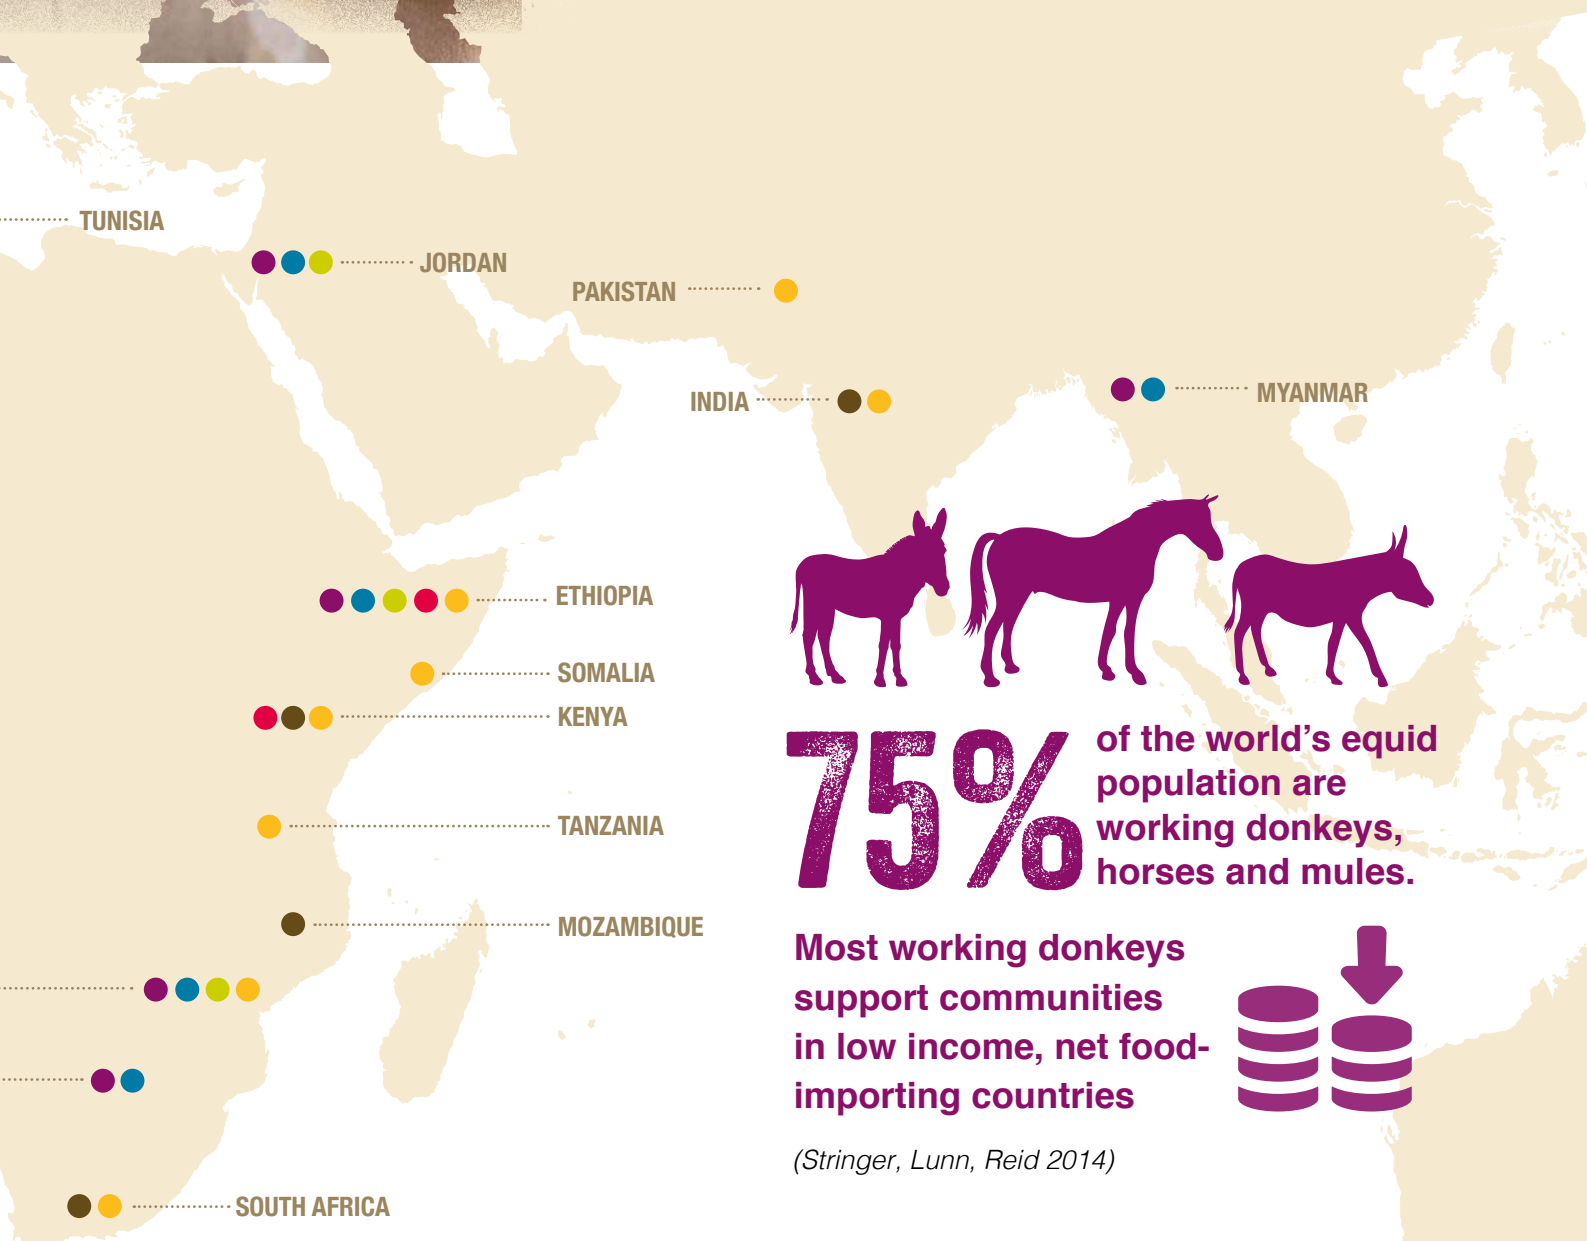 TUNISIA
JORDAN
PAKISTAN
INDIA
MYANMAR
ETHIOPIA
SOMALIA
KENYA
TANZANIA
MOZAMBIQUE
SOUTH AFRICA
75%
of the world's equid
population are
working donkeys,
horses and mules.
Most working donkeys
support communities
in low income, net food-
importing countries
(Stringer, Lunn, Reid 2014)